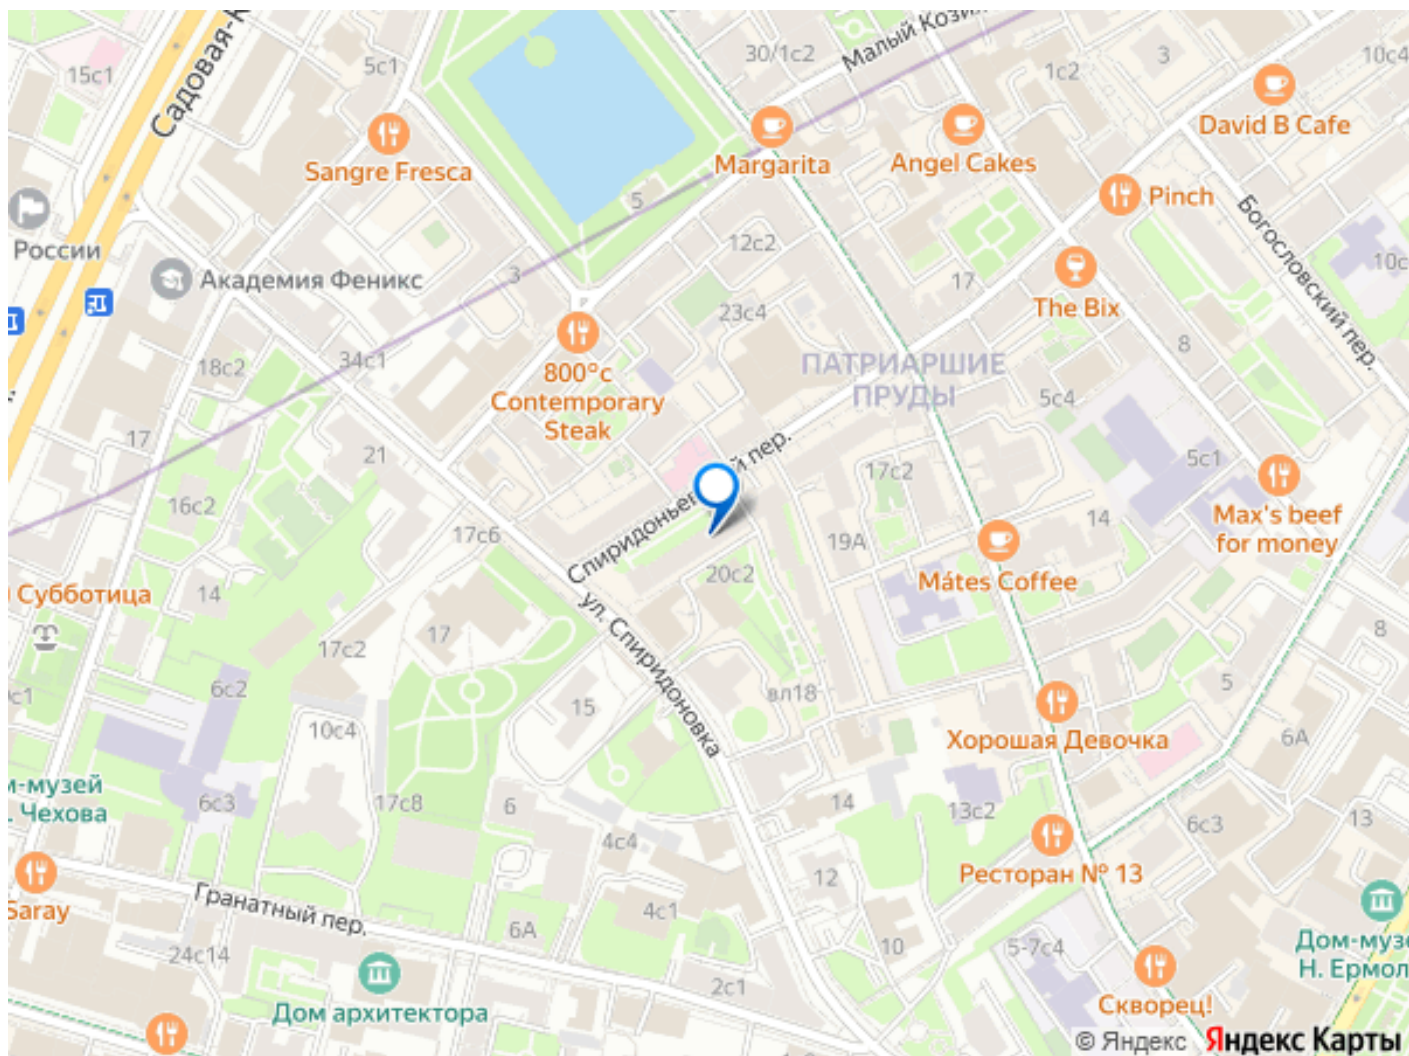 Садовая-К
15с1
5с1
30/1с2
Малый Козих
1с2
3
10с4
Sangre Fresca
Margarita
Angel Cakes
David B Cafe
Pinch
5
России
Академия Феникс
3
12с2
17
Богословский пер.
10с
The Bix
23с4
18с2
34с1
800°с
Contemporary
Steak
ПАТРИАРШИЕ
ПРУДЫ
8
5с4
17
21
пер.
17с2
5с1
16с2
Спиридоньев
14
Max's beef
for money
17с6
19А
Mátes Coffee
20с2
Субботица
14
17
ул. Спиридоновка
17с2
8
6с2
15
вл18
5
с1
10с4
Хорошая Девочка
6А
м-музей
. Чехова
6с3
17с8
6
14
13с2
6с3
13
4с4
Ресторан № 13
12
Saray
Гранатный пер.
4с1
6А
10
5-7с4
24с14
Дом-музе
Н. Ермол
2с1
Дом архитектора
Скворец!
© Яндекс Яндекс Карты